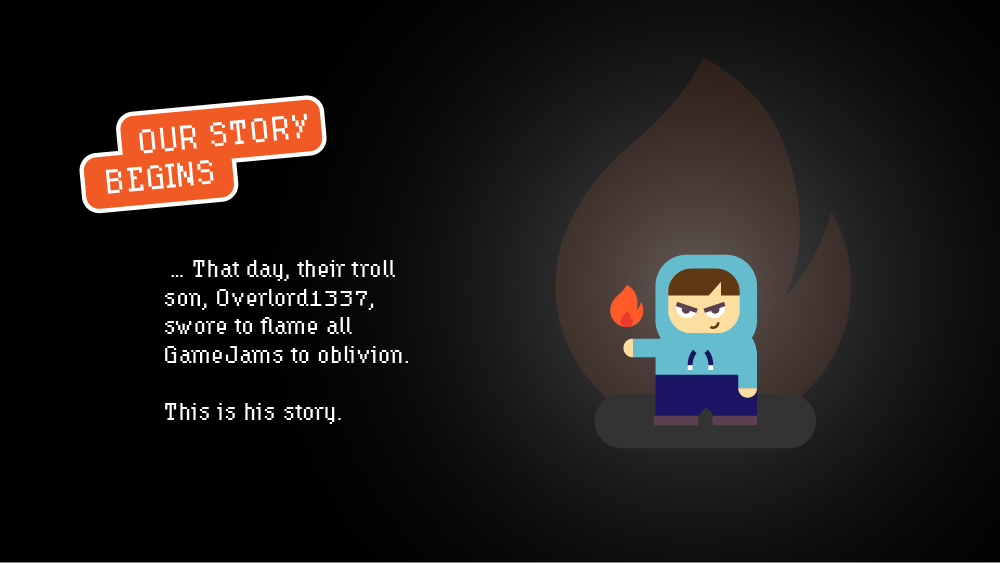 OUR STORY
BEGINS
... That day, their troll
son, Overlord1337,
swore to flame all
GameJams to oblivion.
This is his story.